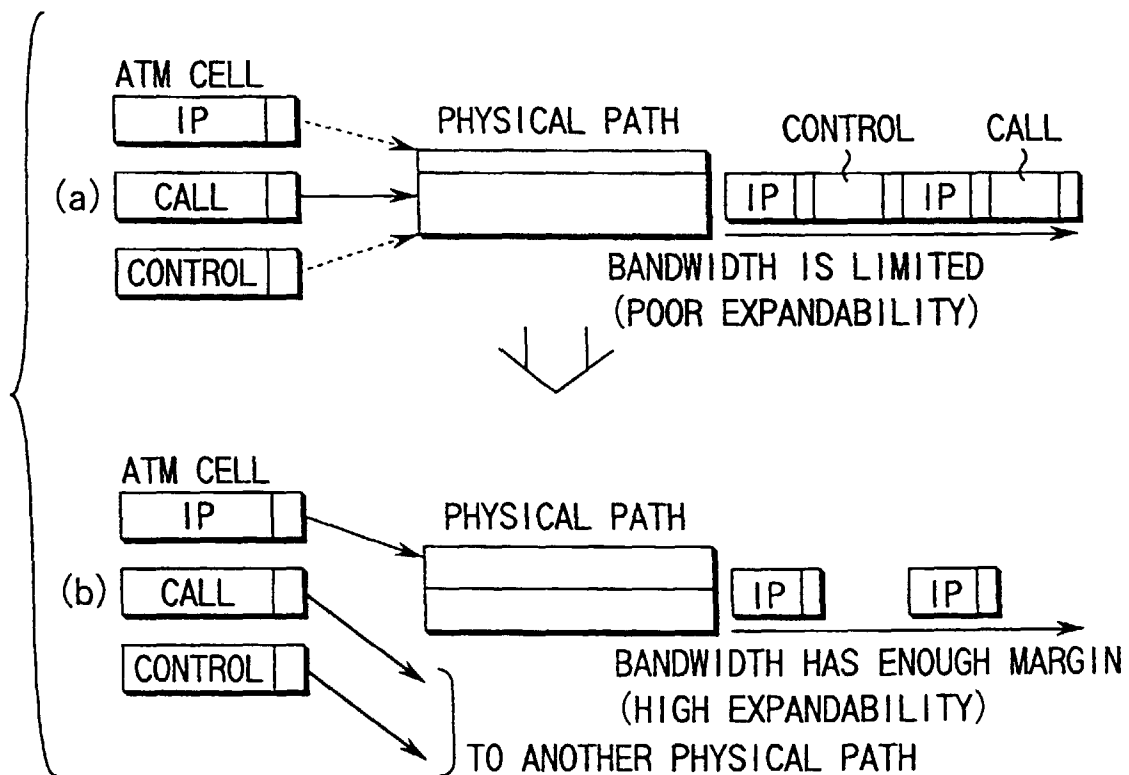 ATM CELL
IP
PHYSICAL PATH
CONTROL
CALL
(a)
CALL
IP
IP
CONTROL
BANDWIDTH IS LIMITED
(POOR EXPANDABILITY)
ATM CELL
IP
PHYSICAL PATH
(b)
CALL
IP
IP
CONTROL
BANDWIDTH HAS ENOUGH MARGIN
(HIGH EXPANDABILITY)
TO ANOTHER PHYSICAL PATH